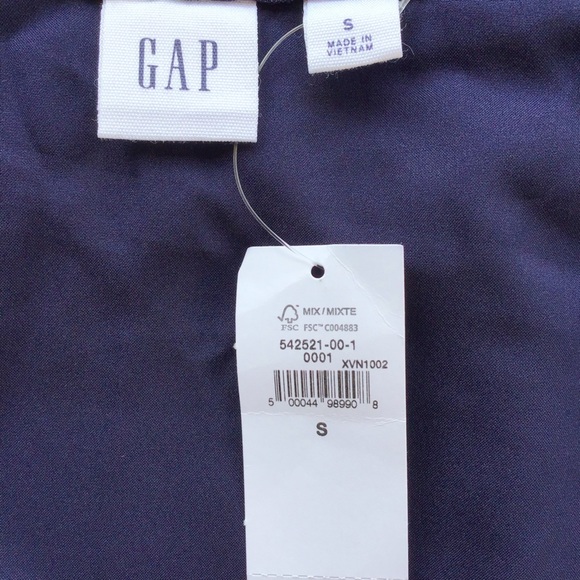 GAP
S
MADE IN
VIETNAM
MIX/MIXTE
FSC FSC™ C004883
542521-00-1
0001 XVN1002
5 00044 98990 8
S